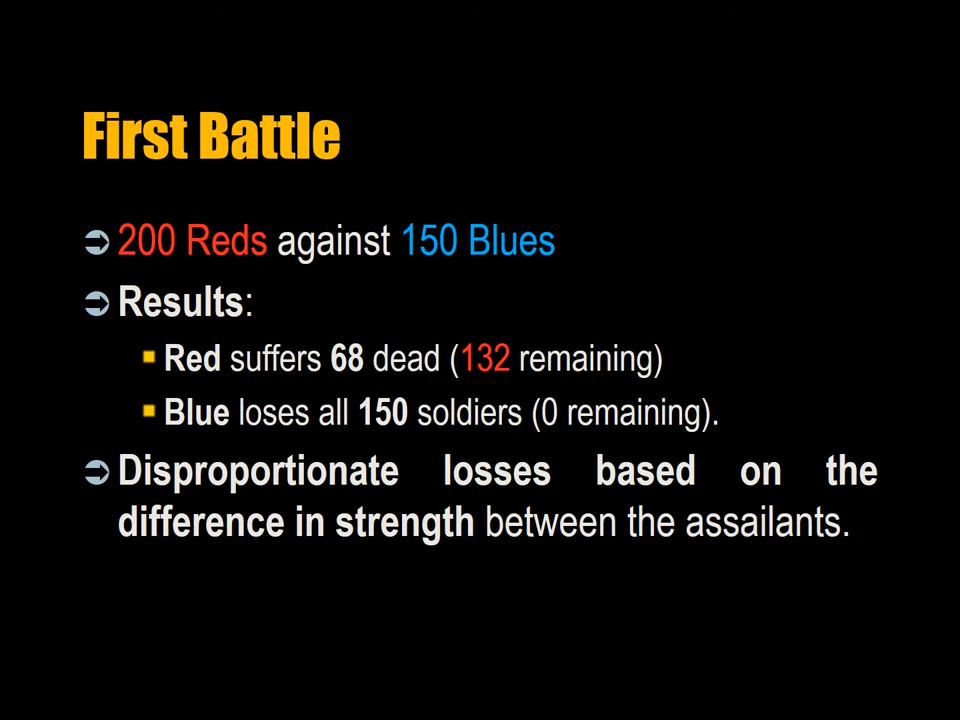 First Battle
200 Reds against 150 Blues
Results:
Red suffers 68 dead (132 remaining)
Blue loses all 150 soldiers (0 remaining).
Disproportionate losses based on the
difference in strength between the assailants.